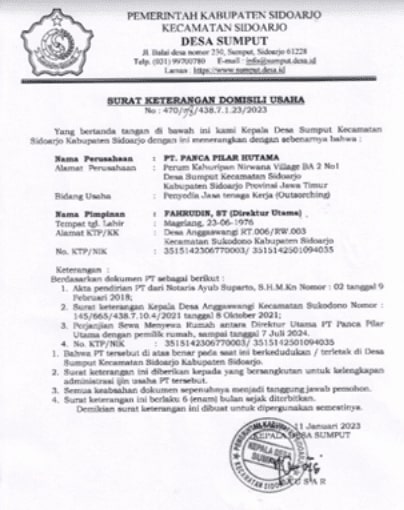 PEMERINTAH KABUPATEN SIDOARJO
KECAMATAN SIDOARJO
DESA SUMPUT
Jl. Balai desa nomor 230, Sumput, Sidoarjo 61228
Telp. (021) 99700780 E-mail : info@sumput.desa.id
Laman : https://www.sumput.desa.id
SURAT KETERANGAN DOMISILI USAHA
No : 470/ /438.7.1.23/2023
Yang bertanda tangan di bawah ini kami Kepala Desa Sumput Kecamatan
Sidoarjo Kabupaten Sidoarjo dengan ini menerangkan dengan sebenarnya bahwa :
Nama Perusahaan : PT. PANCA PILAR HUTAMA
Alamat Perusahaan : Perum Kahuripan Nirwana Village BA 2 No1
Desa Sumput Kecamatan Sidoarjo
Kabupaten Sidoarjo Provinsi Jawa Timur
Bidang Usaha : Penyedia Jasa tenaga Kerja (Outsorching)
Nama Pimpinan : FAHRUDIN, ST (Direktur Utama)
Tempat tgl. Lahir : Magelang, 23-06-1976
Alamat KTP/KK : Desa Anggaswangi RT.006/RW.003
Kecamatan Sukodono Kabupaten Sidoarjo
No. KTP/NIK : 3515142306770003/ 3515142501094035
Keterangan :
Berdasarkan dokumen PT sebagai berikut :
1. Akta pendirian PT dari Notaris Ayub Suparto, S.H.M.Kn Nomor : 02 tanggal 9
Februari 2018;
2. Surat keterangan Kepala Desa Anggaswangi Kecamatan Sukodono Nomor :
145/665/438.7.10.4/2021 tanggal 8 Oktober 2021;
3. Perjanjian Sewa Menyewa Rumah antara Direktur Utama PT Panca Pilar
Utama dengan pemilik rumah, sampai tanggal 7 Juli 2024.
4. No. KTP/NIK : 3515142306770003/ 3515142501094035
1. Bahwa PT tersebut di atas benar pada saat ini berkedudukan / terletak di Desa
Sumput Kecamatan Sidoarjo Kabupaten Sidoarjo.
2. Surat keterangan ini diberikan kepada yang bersangkutan untuk kelengkapan
administrasi ijin usaha PT tersebut.
3. Semua keabsahan dokumen sepenuhnya menjadi tanggung jawab pemohon.
4. Surat keterangan ini berlaku 6 (enam) bulan sejak diterbitkan.
Demikian surat keterangan ini dibuat untuk dipergunakan semestinya.
11 Januari 2023
KEPALA DESA SUMPUT